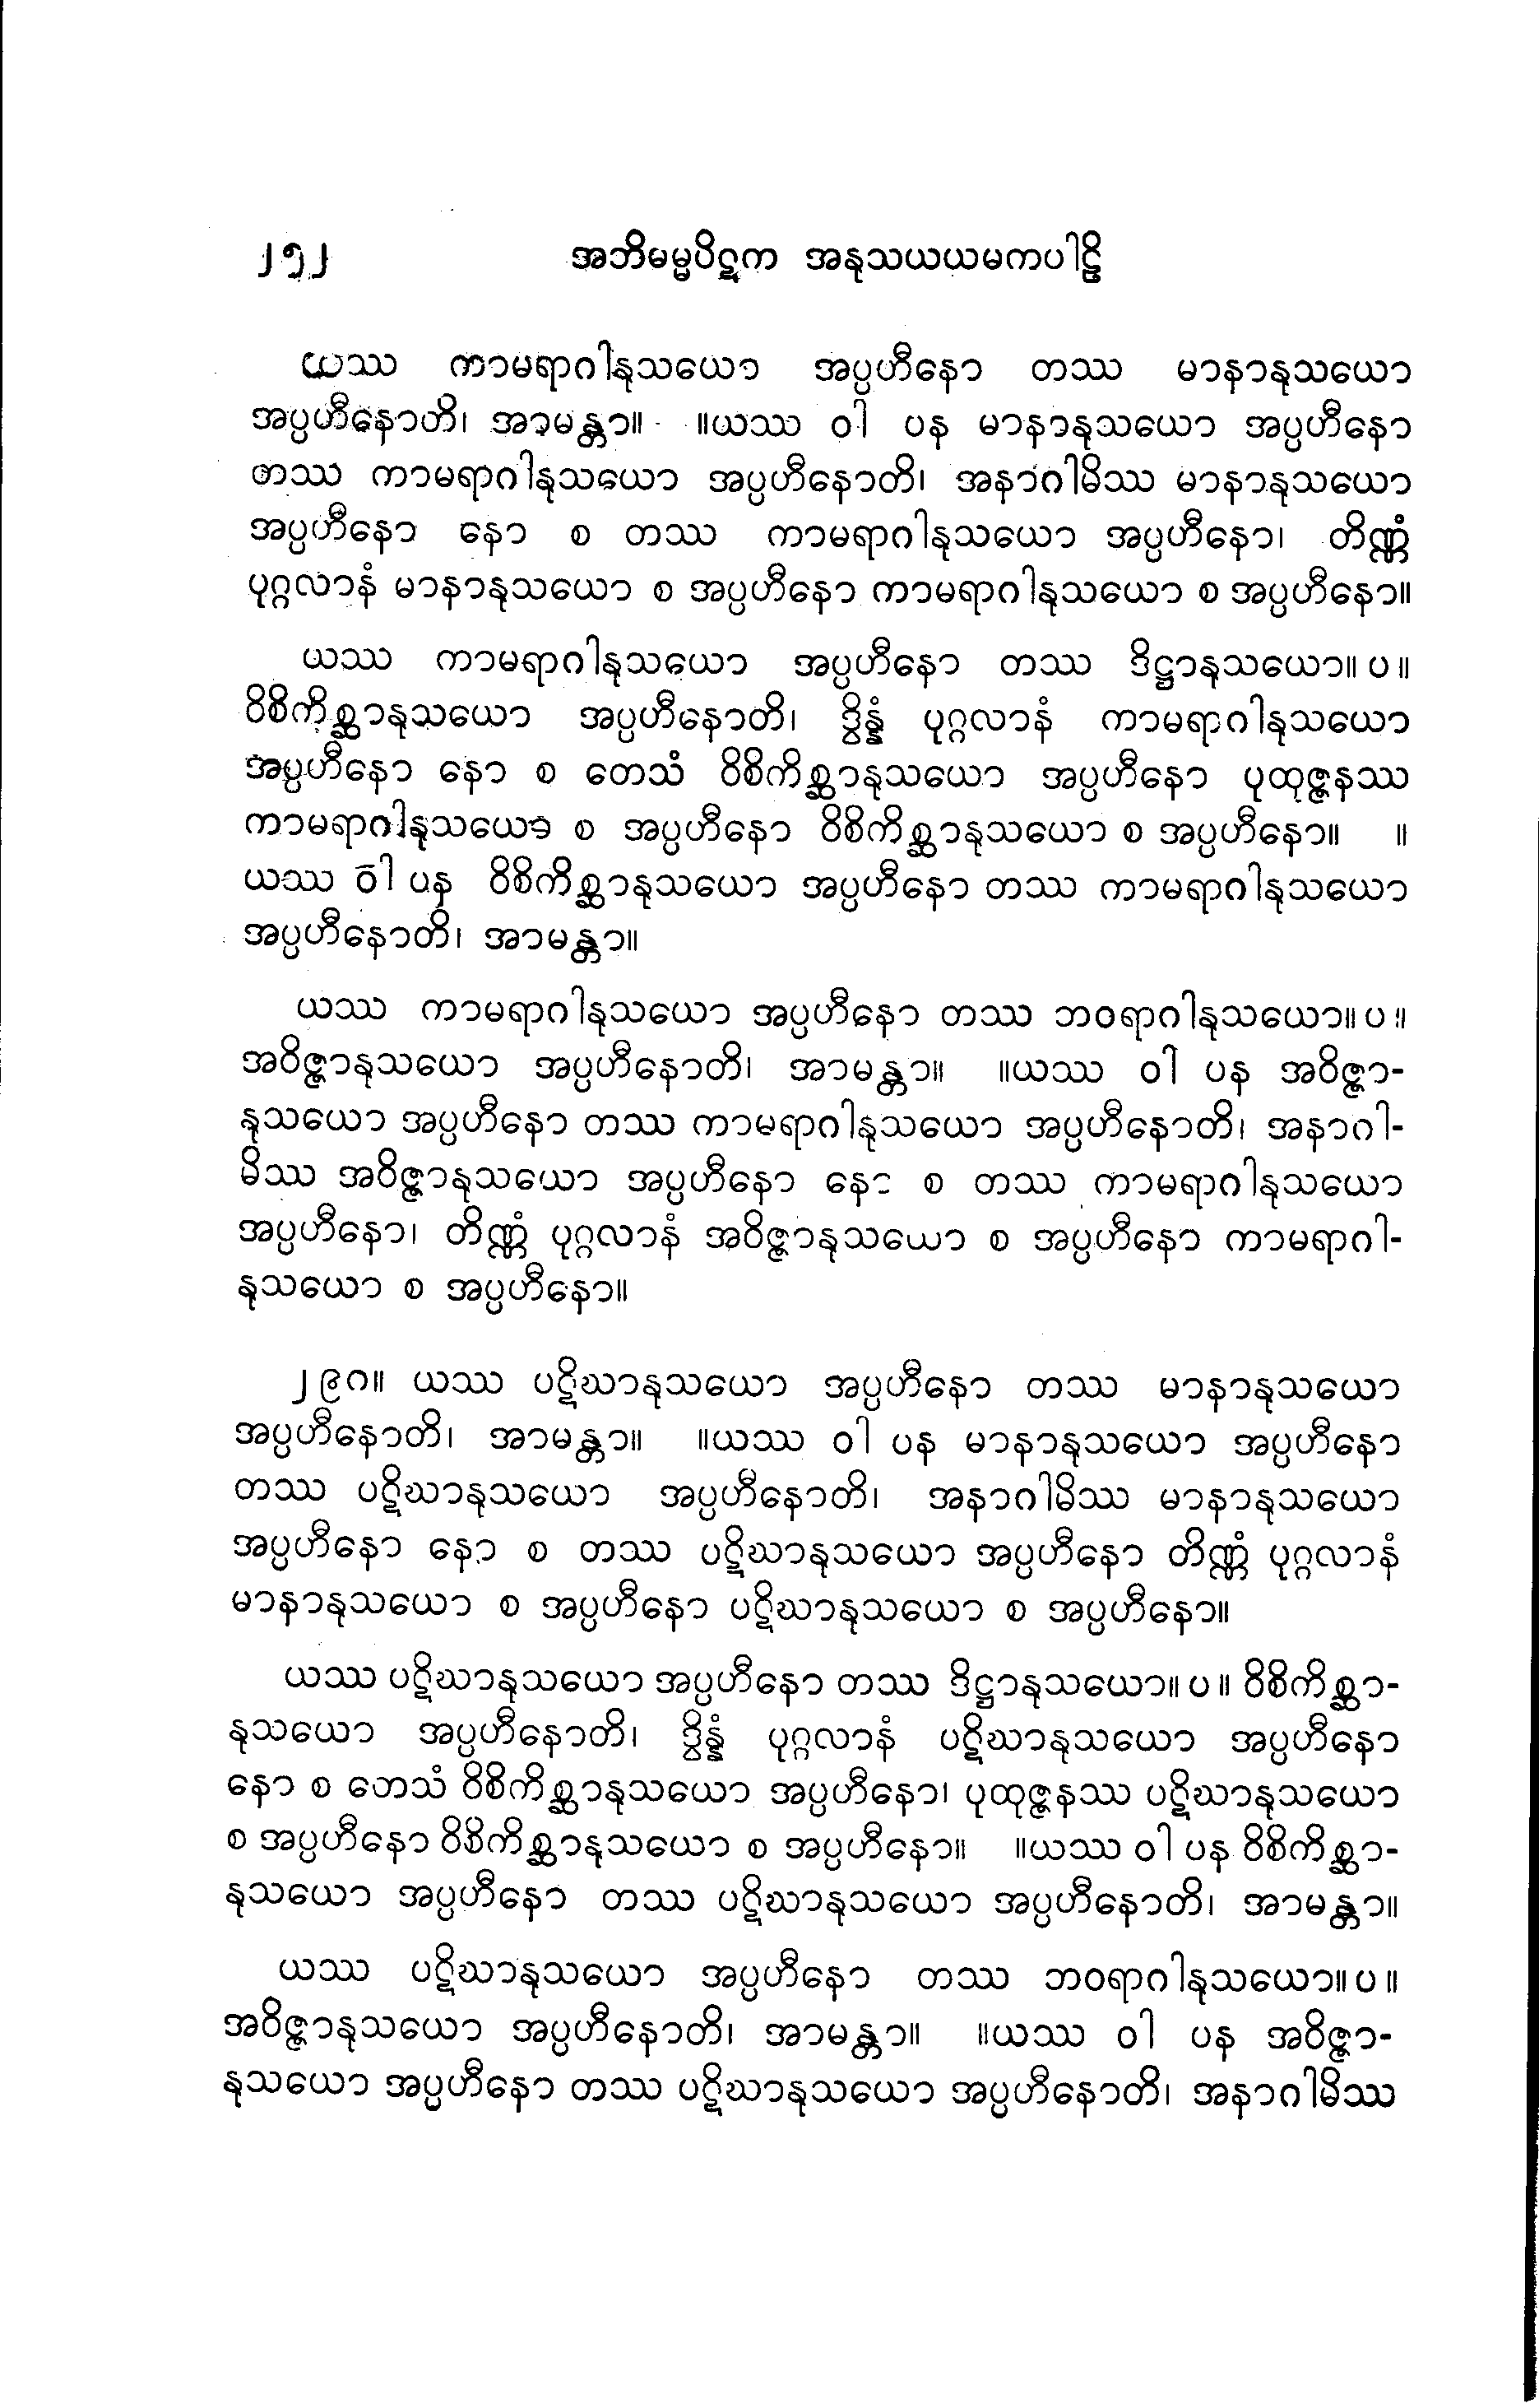 ၂၅၂ အဘိဓမ္မပိဋက အနုသယယမကပါဠိ
ယဿ ကာမရာဂါနုသယော အပ္ပဟီနော တဿ မာနာနုသယော
အပ္ပဟီနောတိ၊ အာမန္တာ။ ။ယဿ ဝါ ပန မာနာနုသယော အပ္ပဟီနော
တဿ ကာမရာဂါနုသယော အပ္ပဟီနောတိ၊ အနာဂါမိဿ မာနာနုသယော
အပ္ပဟီနော နော စ တဿ ကာမရာဂါနုသယော အပ္ပဟီနော၊ တိဏ္ဏံ
ပုဂ္ဂလာနံ မာနာနုသယော စ အပ္ပဟီနော ကာမရာဂါနုသယော စ အပ္ပဟီနော။
ယဿ ကာမရာဂါနုသယော အပ္ပဟီနော တဿ ဒိဋ္ဌာနုသယော။ ပ ။
ဝိစိကိစ္ဆာနုသယော အပ္ပဟီနောတိ၊ ဒွိန္နံ ပုဂ္ဂလာနံ ကာမရာဂါနုသယော
အပ္ပဟီနော နော စ တေသံ ဝိစိကိစ္ဆာနုသယော အပ္ပဟီနော ပုထုဇ္ဇနဿ
ကာမရာဂါနုသယော စ အပ္ပဟီနော ဝိစိကိစ္ဆာနုသယော စ အပ္ပဟီနော။ ။
ယဿ ဝါ ပန ဝိစိကိစ္ဆာနုသယော အပ္ပဟီနော တဿ ကာမရာဂါနုသယော
အပ္ပဟီနောတိ၊ အာမန္တာ။
ယဿ ကာမရာဂါနုသယော အပ္ပဟီနော တဿ ဘဝရာဂါနုသယော။ ပ ။
အဝိဇ္ဇာနုသယော အပ္ပဟီနောတိ၊ အာမန္တာ။ ။ယဿ ဝါ ပန အဝိဇ္ဇာ-
နုသယော အပ္ပဟီနော တဿ ကာမရာဂါနုသယော အပ္ပဟီနောတိ၊ အနာဂါ-
မိဿ အဝိဇ္ဇာနုသယော အပ္ပဟီနော နော စ တဿ ကာမရာဂါနုသယော
အပ္ပဟီနော၊ တိဏ္ဏံ ပုဂ္ဂလာနံ အဝိဇ္ဇာနုသယော စ အပ္ပဟီနော ကာမရာဂါ-
နုသယော စ အပ္ပဟီနော။
၂၉ဂ။ ယဿ ပဋိဃာနုသယော အပ္ပဟီနော တဿ မာနာနုသယော
အပ္ပဟီနောတိ၊ အာမန္တာ။ ။ယဿ ဝါ ပန မာနာနုသယော အပ္ပဟီနော
တဿ ပဋိဃာနုသယော အပ္ပဟီနောတိ၊ အနာဂါမိဿ မာနာနုသယော
အပ္ပဟီနော နော စ တဿ ပဋိဃာနုသယော အပ္ပဟီနော တိဏ္ဏံ ပုဂ္ဂလာနံ
မာနာနုသယော စ အပ္ပဟီနော ပဋိဃာနုသယော စ အပ္ပဟီနော။
ယဿ ပဋိဃာနုသယော အပ္ပဟီနော တဿ ဒိဋ္ဌာနုသယော။ ပ ။ ဝိစိကိစ္ဆာ-
နုသယော အပ္ပဟီနောတိ၊ ဒွိန္နံ ပုဂ္ဂလာနံ ပဋိဃာနုသယော အပ္ပဟီနော
နော စ တေသံ ဝိစိကိစ္ဆာနုသယော အပ္ပဟီနော၊ ပုထုဇ္ဇနဿ ပဋိဃာနုသယော
စ အပ္ပဟီနော ဝိစိကိစ္ဆာနုသယော စ အပ္ပဟီနော။ ။ယဿ ဝါ ပန ဝိစိကိစ္ဆာ-
နုသယော အပ္ပဟီနော တဿ ပဋိဃာနုသယော အပ္ပဟီနောတိ၊ အာမန္တာ။
ယဿ ပဋိဃာနုသယော အပ္ပဟီနော တဿ ဘဝရာဂါနုသယော။ ပ ။
အဝိဇ္ဇာနုသယော အပ္ပဟီနောတိ၊ အာမန္တာ။ ။ယဿ ဝါ ပန အဝိဇ္ဇာ-
နုသယော အပ္ပဟီနော တဿ ပဋိဃာနုသယော အပ္ပဟီနောတိ၊ အနာဂါမိဿ